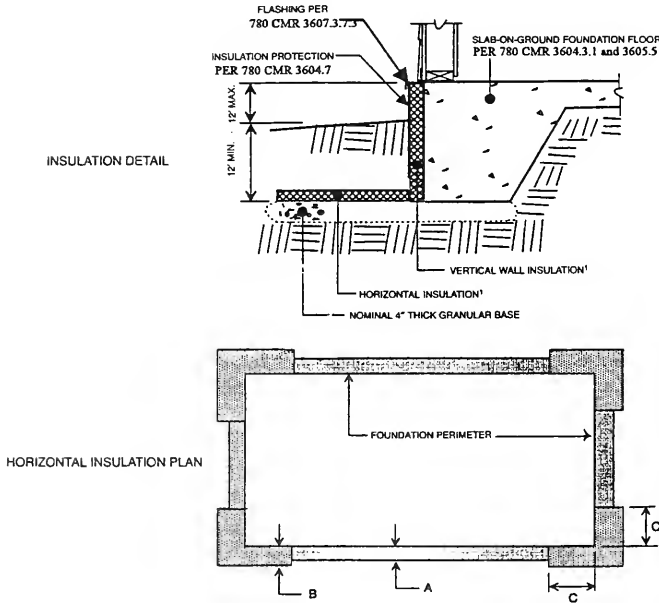 FLASHING PER
780 CMR 3607.3.7.3
INSULATION PROTECTION
PER 780 CMR 3604.7
SLAB-ON-GROUND FOUNDATION FLOOR
PER 780 CMR 3604.3.1 and 3605.5
12' MAX.
12' MIN.
INSULATION DETAIL
VERTICAL WALL INSULATION¹
HORIZONTAL INSULATION¹
NOMINAL 4" THICK GRANULAR BASE
FOUNDATION PERIMETER
HORIZONTAL INSULATION PLAN
C
B
A
C